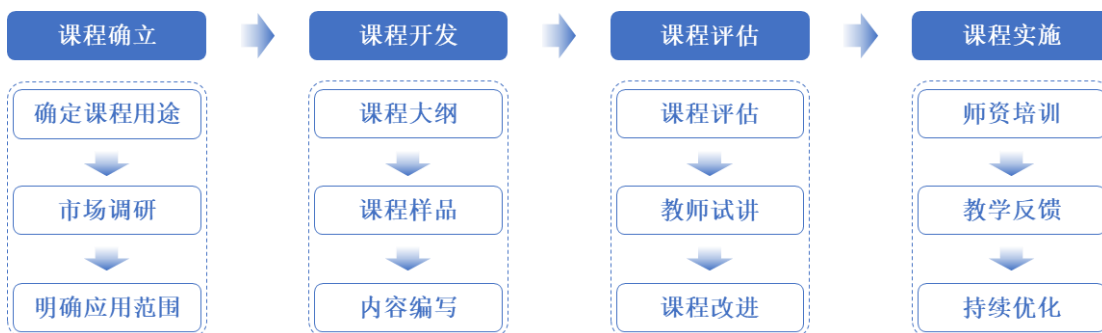 课程确立
课程开发
课程评估
课程实施
确定课程用途
市场调研
明确应用范围
课程大纲
课程样品
内容编写
课程评估
教师试讲
课程改进
师资培训
教学反馈
持续优化